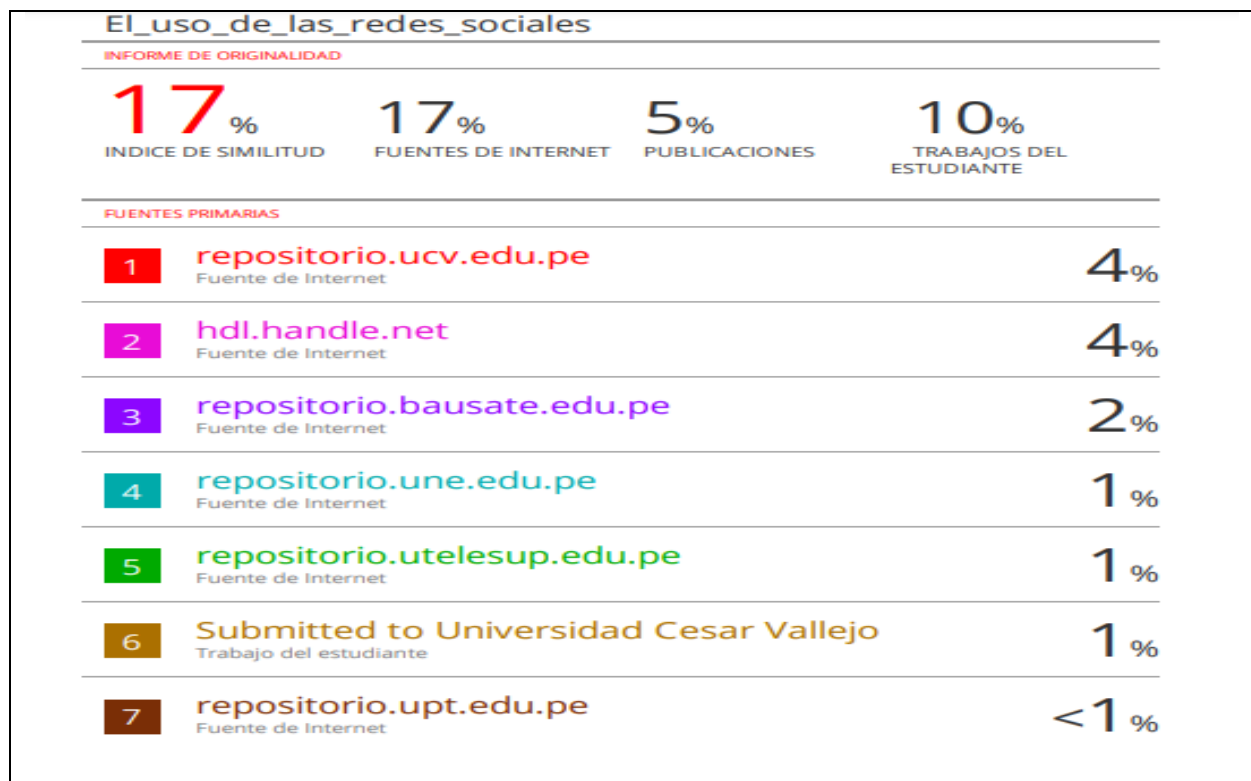 El_uso_de_las_redes_sociales
INFORME DE ORIGINALIDAD
17% 17% 5% 10%
INDICE DE SIMILITUD FUENTES DE INTERNET PUBLICACIONES TRABAJOS DEL
ESTUDIANTE
FUENTES PRIMARIAS
1 repositorio.ucv.edu.pe 4%
Fuente de Internet
2 hdl.handle.net 4%
Fuente de Internet
3 repositorio.bausate.edu.pe 2%
Fuente de Internet
4 repositorio.une.edu.pe 1%
Fuente de Internet
5 repositorio.utelesup.edu.pe 1%
Fuente de Internet
6 Submitted to Universidad Cesar Vallejo 1%
Trabajo del estudiante
7 repositorio.upt.edu.pe <1%
Fuente de Internet